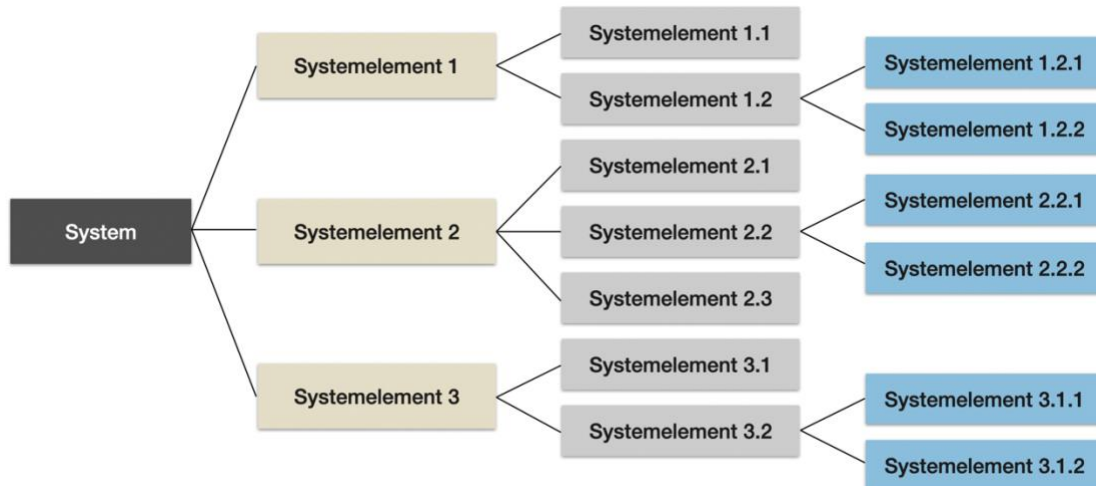 System
Systemelement 1
Systemelement 1.1
Systemelement 1.2
Systemelement 1.2.1
Systemelement 1.2.2
Systemelement 2
Systemelement 2.1
Systemelement 2.2
Systemelement 2.2.1
Systemelement 2.2.2
Systemelement 2.3
Systemelement 3
Systemelement 3.1
Systemelement 3.2
Systemelement 3.1.1
Systemelement 3.1.2